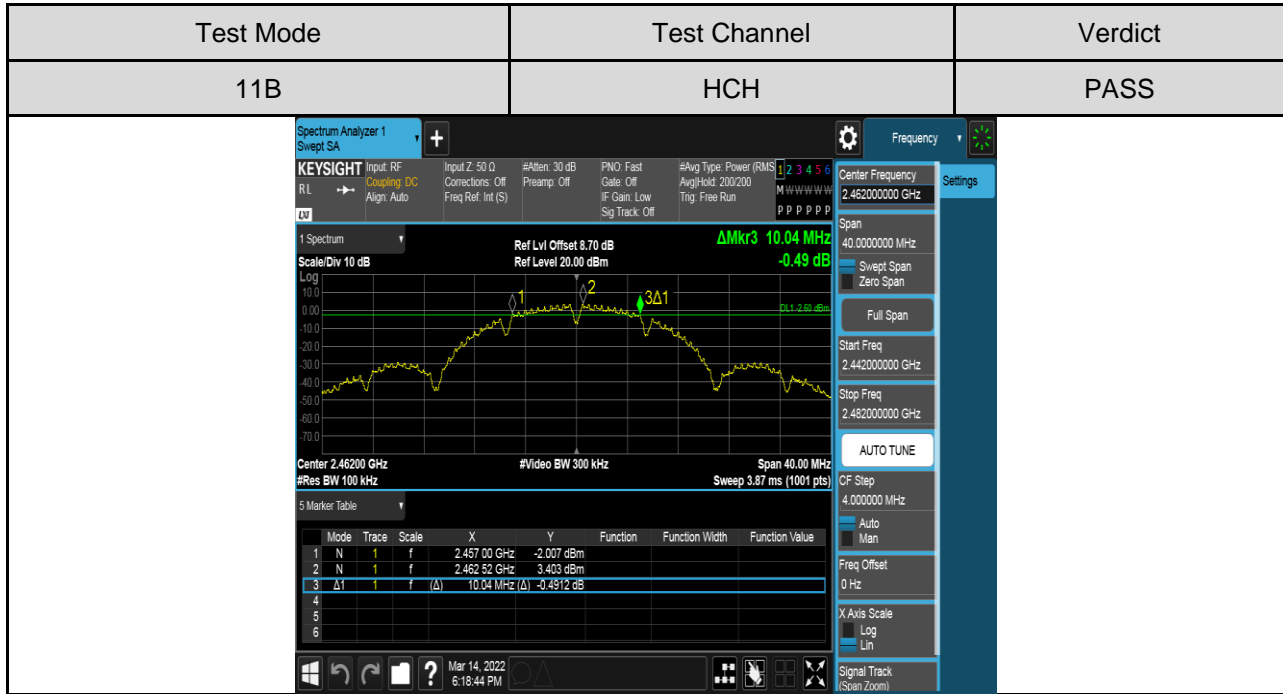 Test Mode Test Channel Verdict
11B HCH PASS
Spectrum Analyzer 1
Swept SA
+
Frequency
KEYSIGHT
RL
LXI
Input: RF
Coupling: DC
Align: Auto
Input Z: 50 Ω
Corrections: Off
Freq Ref: Int (S)
#Atten: 30 dB
Preamp: Off
PNO: Fast
Gate: Off
IF Gain: Low
Sig Track: Off
#Avg Type: Power (RMS
Avg|Hold: 200/200
Trig: Free Run
1 2 3 4 5 6
M W W W W W
P P P P P P
1 Spectrum
Scale/Div 10 dB
Ref Lvl Offset 8.70 dB
Ref Level 20.00 dBm
ΔMkr3 10.04 MHz
-0.49 dB
Log
10.0
0.00
-10.0
-20.0
-30.0
-40.0
-50.0
-60.0
-70.0
1
2
3Δ1
DL1 -2.60 dBm
Center 2.46200 GHz
#Video BW 300 kHz
Span 40.00 MHz
#Res BW 100 kHz
Sweep 3.87 ms (1001 pts)
5 Marker Table
Mode Trace Scale X Y Function Function Width Function Value
1 N 1 f 2.457 00 GHz -2.007 dBm
2 N 1 f 2.462 52 GHz 3.403 dBm
3 Δ1 1 f (Δ) 10.04 MHz (Δ) -0.4912 dB
4
5
6
?
Mar 14, 2022
6:18:44 PM
Center Frequency
2.462000000 GHz
Settings
Span
40.0000000 MHz
Swept Span
Zero Span
Full Span
Start Freq
2.442000000 GHz
Stop Freq
2.482000000 GHz
AUTO TUNE
CF Step
4.000000 MHz
Auto
Man
Freq Offset
0 Hz
X Axis Scale
Log
Lin
Signal Track
(Span Zoom)